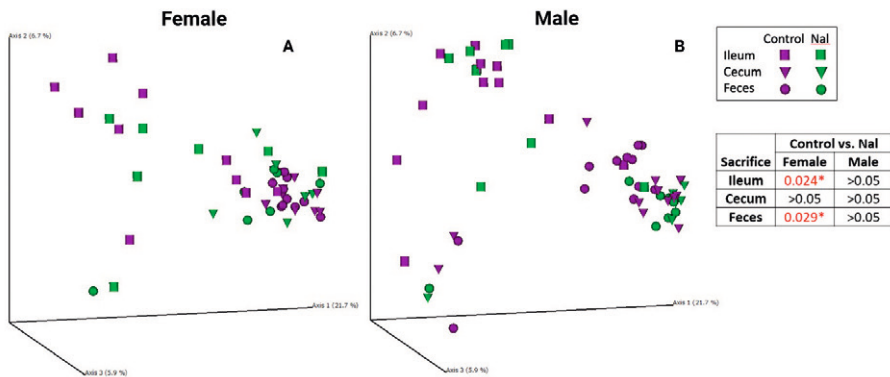 Female
Male
Axis 2 (6.7 %)
A
Axis 1 (21.7 %)
Axis 3 (5.9 %)
Axis 2 (6.7 %)
B
Axis 1 (21.7 %)
Axis 3 (5.9 %)
Control Nal
Ileum
Cecum
Feces
Control vs. Nal
Sacrifice Female Male
Ileum 0.024* >0.05
Cecum >0.05 >0.05
Feces 0.029* >0.05